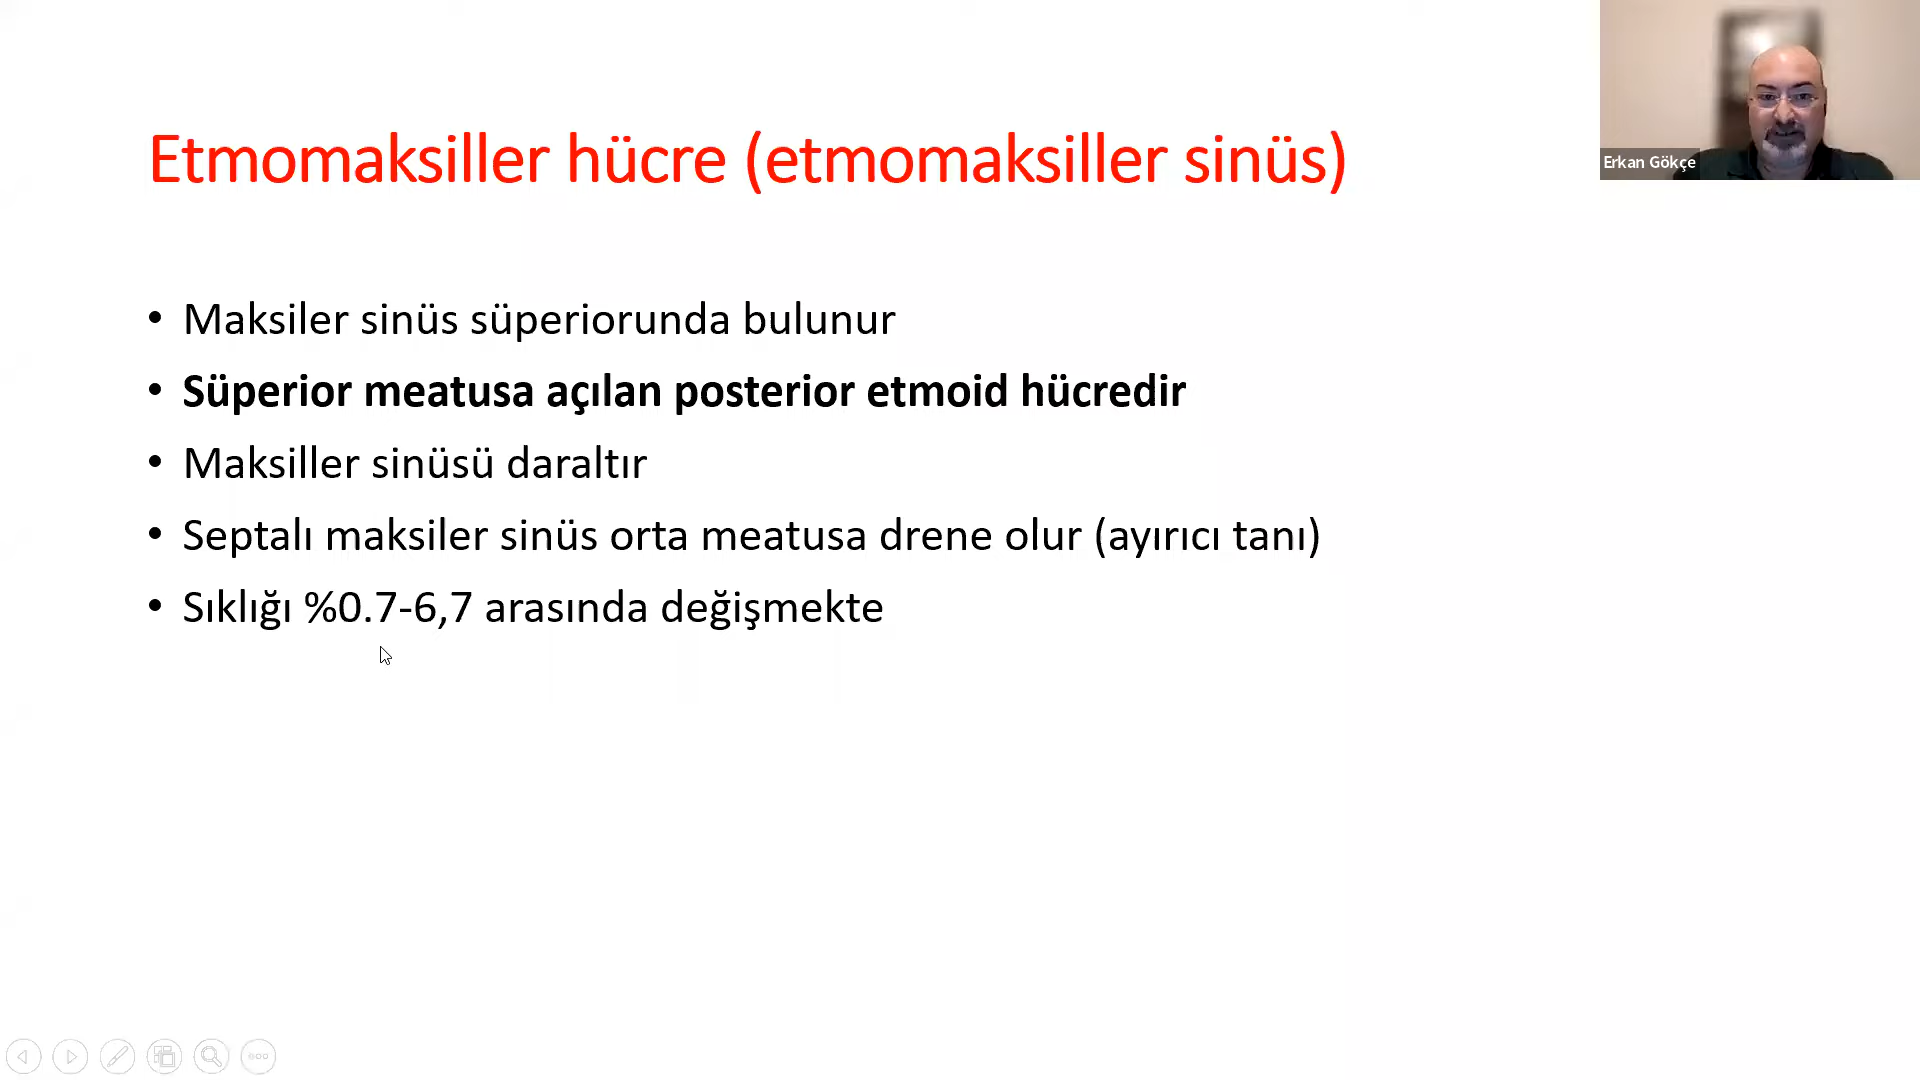 Etmomaksiller hücre (etmomaksiller sinüs)
Erkan Gökçe
• Maksiler sinüs süperiorunda bulunur
• Süperior meatusa açılan posterior etmoid hücredir
• Maksiller sinüsü daraltır
• Septalı maksiler sinüs orta meatusa drene olur (ayırıcı tanı)
• Sıklığı %0.7-6,7 arasında değişmekte